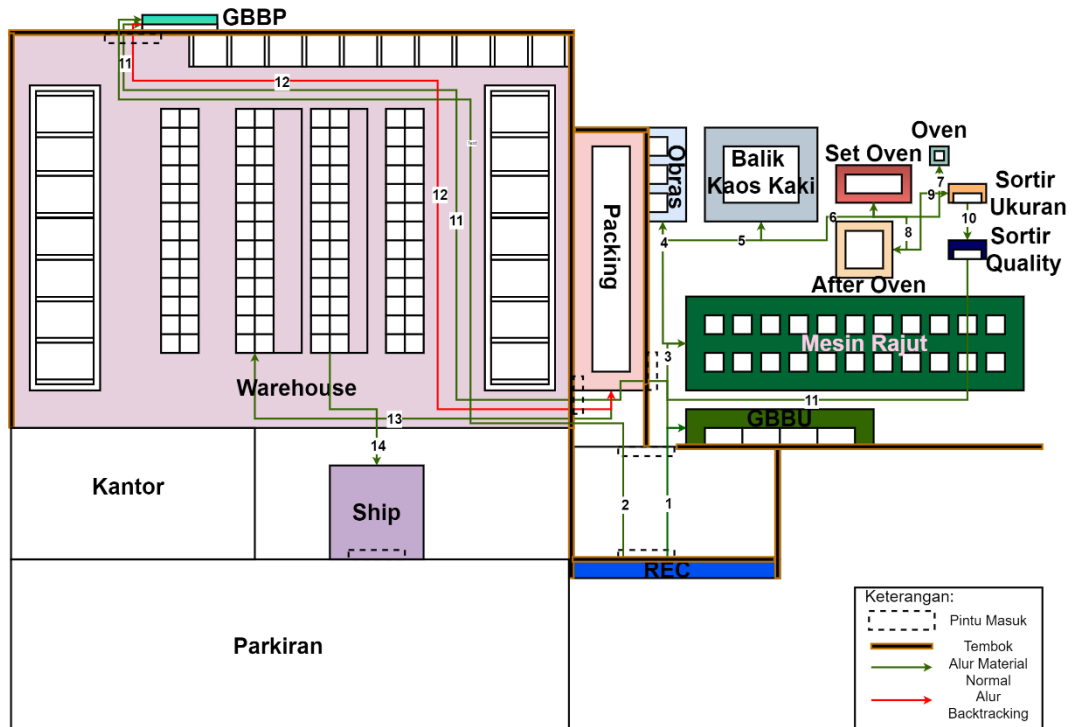 GBBP
11
12
12
11
Obras
Balik
Kaos Kaki
Oven
Set Oven
7
9
Sortir
Ukuran
6
10
8
4
5
Sortir
Quality
After Oven
Packing
Mesin Rajut
3
Warehouse
11
13
GBBU
14
Kantor
Ship
2
1
REC
Parkiran
Keterangan:
Pintu Masuk
Tembok
Alur Material
Normal
Alur
Backtracking